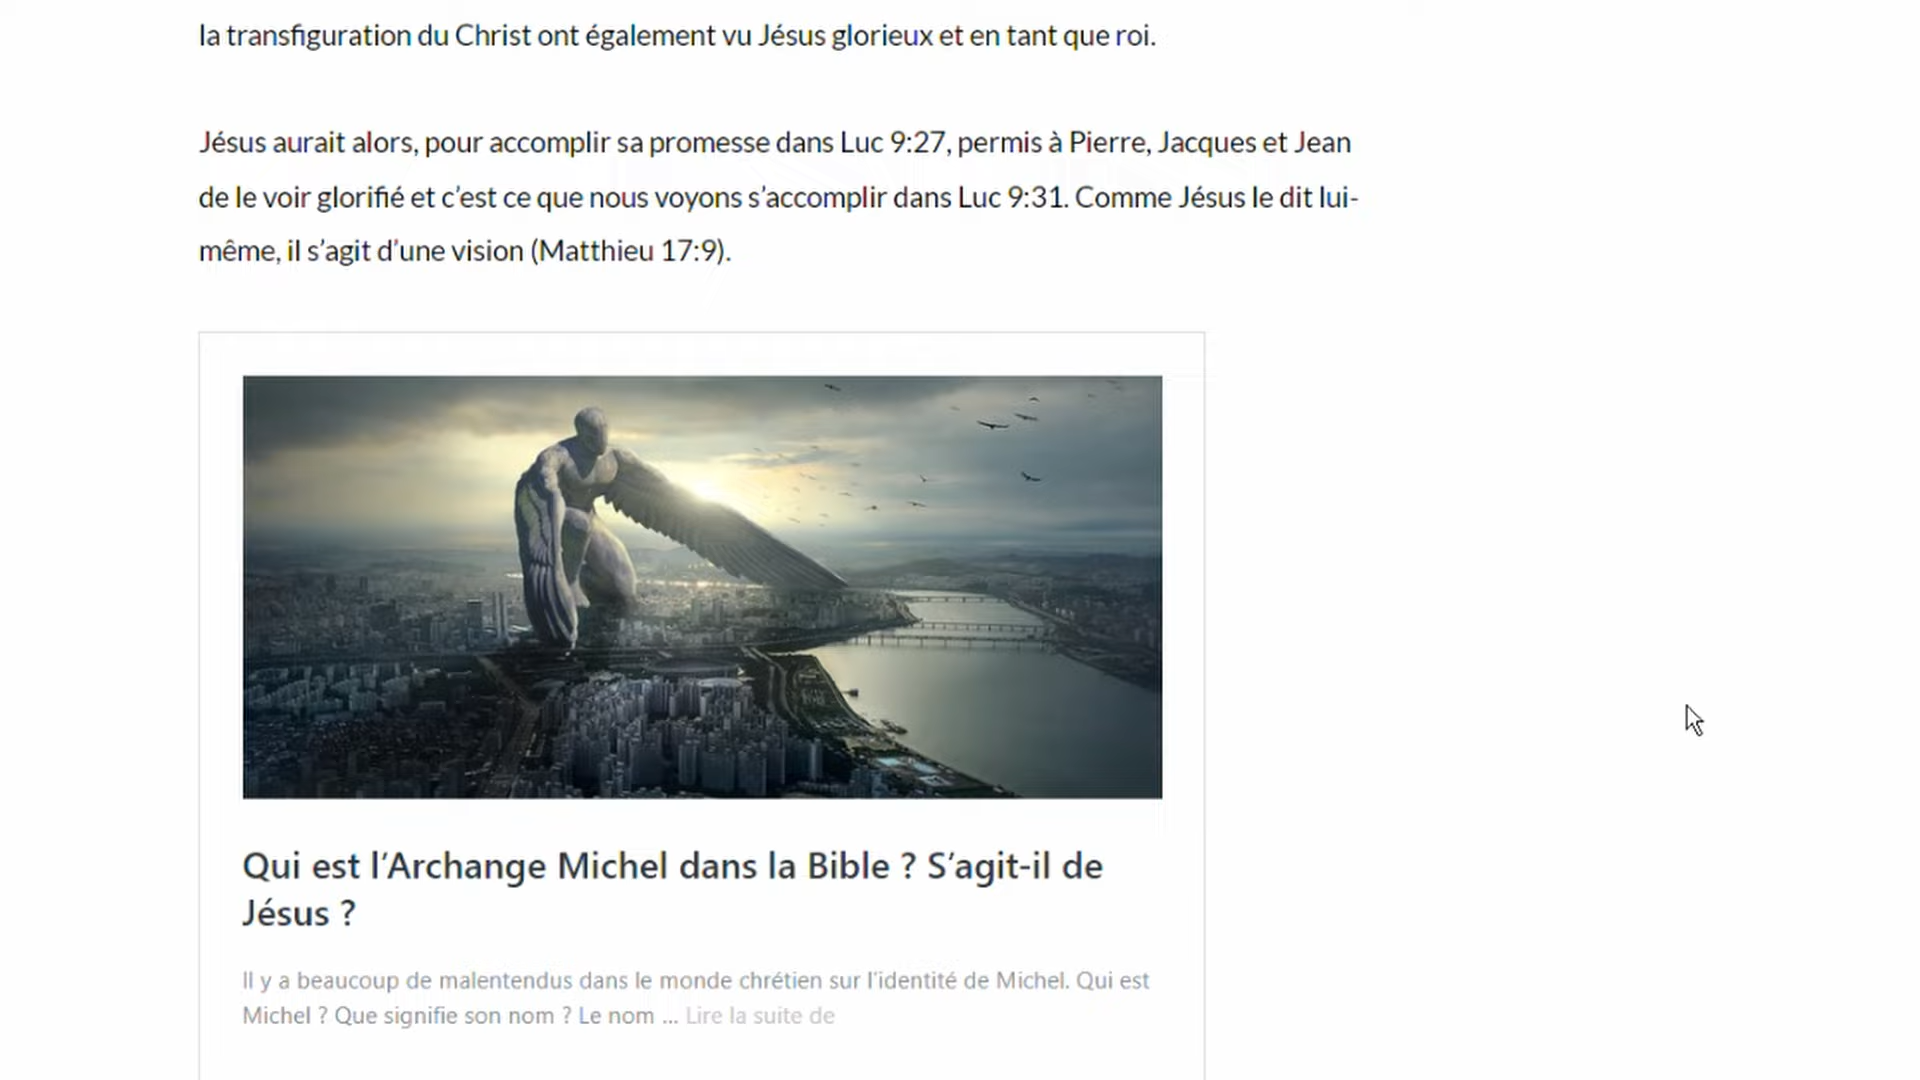 la transfiguration du Christ ont également vu Jésus glorieux et en tant que roi.
Jésus aurait alors, pour accomplir sa promesse dans Luc 9:27, permis à Pierre, Jacques et Jean
de le voir glorifié et c’est ce que nous voyons s’accomplir dans Luc 9:31. Comme Jésus le dit lui-
même, il s’agit d’une vision (Matthieu 17:9).
Qui est l’Archange Michel dans la Bible ? S’agit-il de
Jésus ?
Il y a beaucoup de malentendus dans le monde chrétien sur l’identité de Michel. Qui est
Michel ? Que signifie son nom ? Le nom ... Lire la suite de